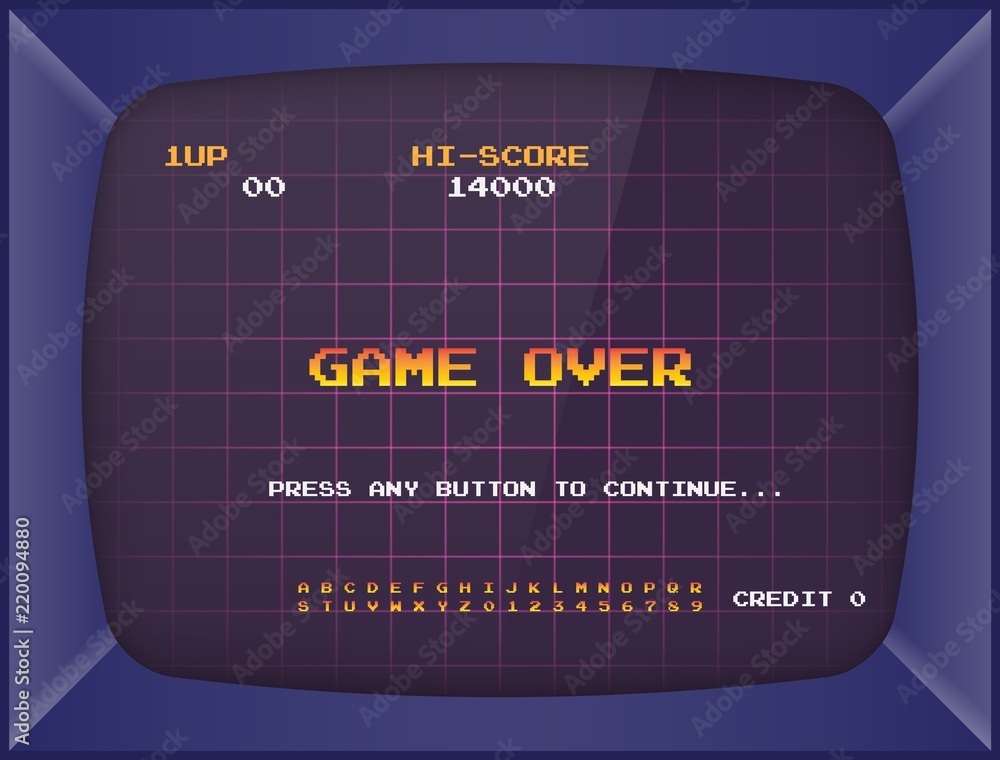 1UP HI-SCORE
00 14000
GAME OVER
PRESS ANY BUTTON TO CONTINUE...
A B C D E F G H I J K L M N O P Q R
S T U V W X Y Z 0 1 2 3 4 5 6 7 8 9
CREDIT 0
Adobe Stock | #220094880